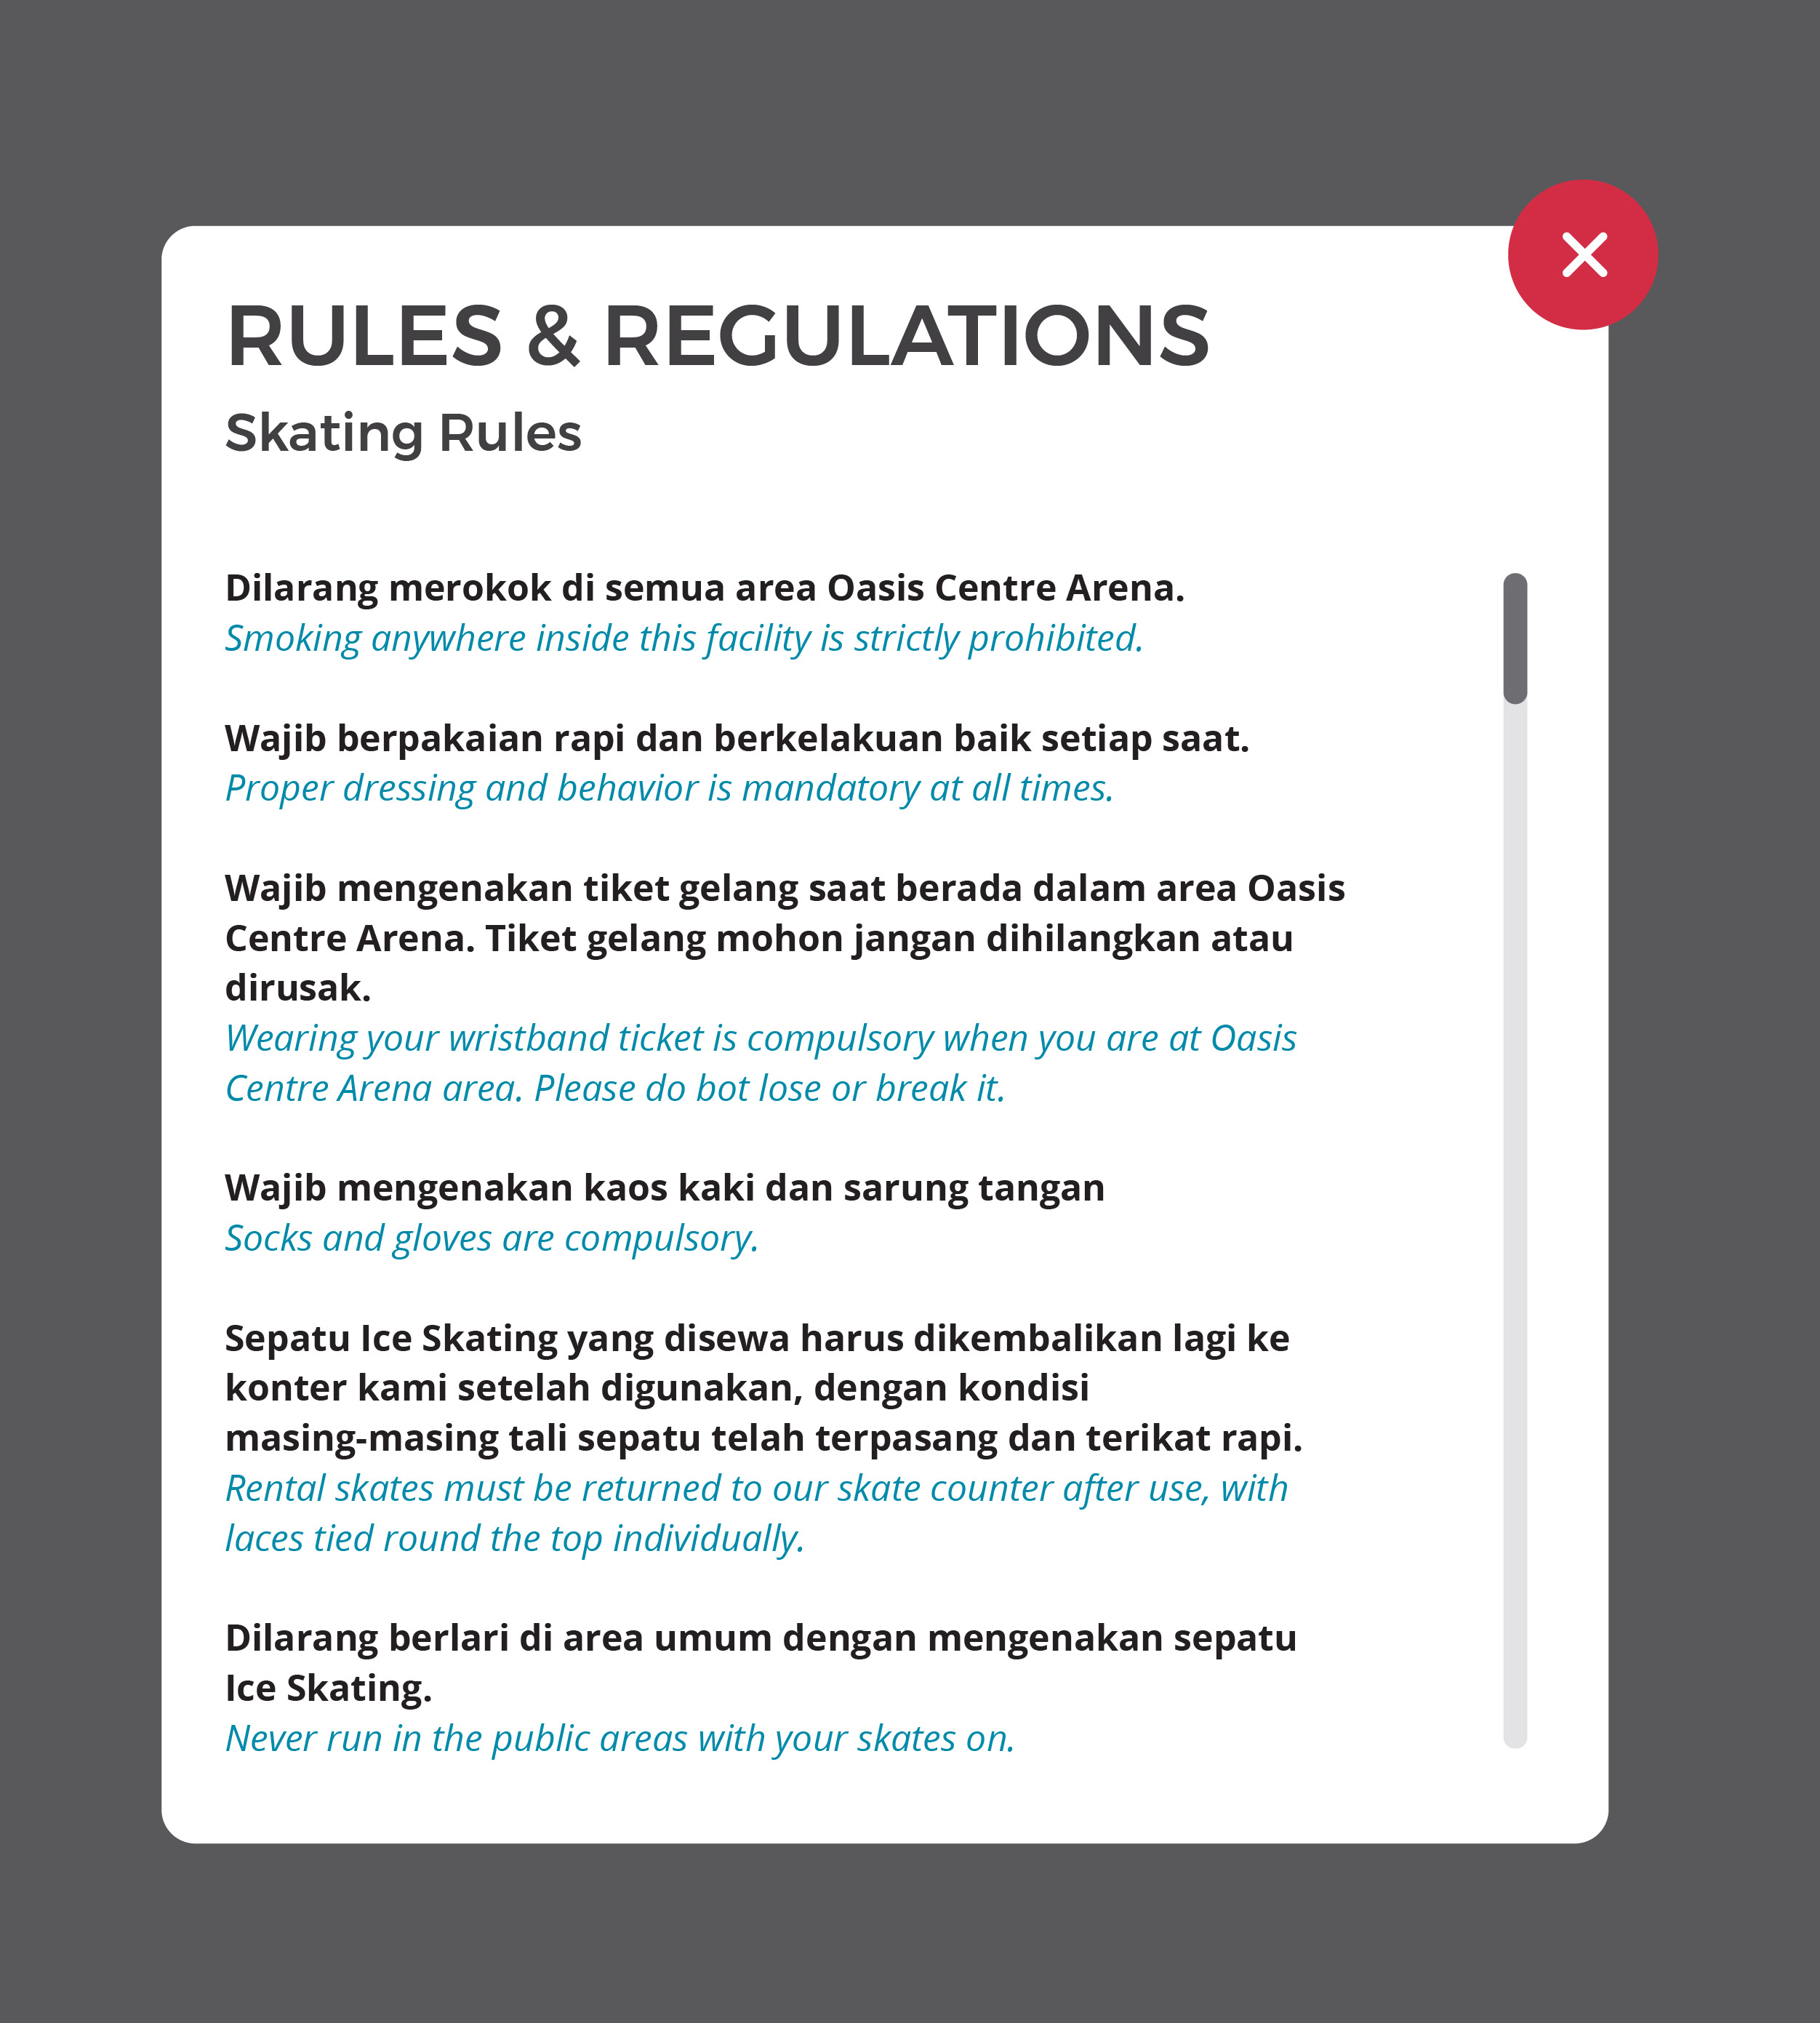 RULES & REGULATIONS
Skating Rules
Dilarang merokok di semua area Oasis Centre Arena.
Smoking anywhere inside this facility is strictly prohibited.
Wajib berpakaian rapi dan berkelakuan baik setiap saat.
Proper dressing and behavior is mandatory at all times.
Wajib mengenakan tiket gelang saat berada dalam area Oasis
Centre Arena. Tiket gelang mohon jangan dihilangkan atau
dirusak.
Wearing your wristband ticket is compulsory when you are at Oasis
Centre Arena area. Please do bot lose or break it.
Wajib mengenakan kaos kaki dan sarung tangan
Socks and gloves are compulsory.
Sepatu Ice Skating yang disewa harus dikembalikan lagi ke
konter kami setelah digunakan, dengan kondisi
masing-masing tali sepatu telah terpasang dan terikat rapi.
Rental skates must be returned to our skate counter after use, with
laces tied round the top individually.
Dilarang berlari di area umum dengan mengenakan sepatu
Ice Skating.
Never run in the public areas with your skates on.